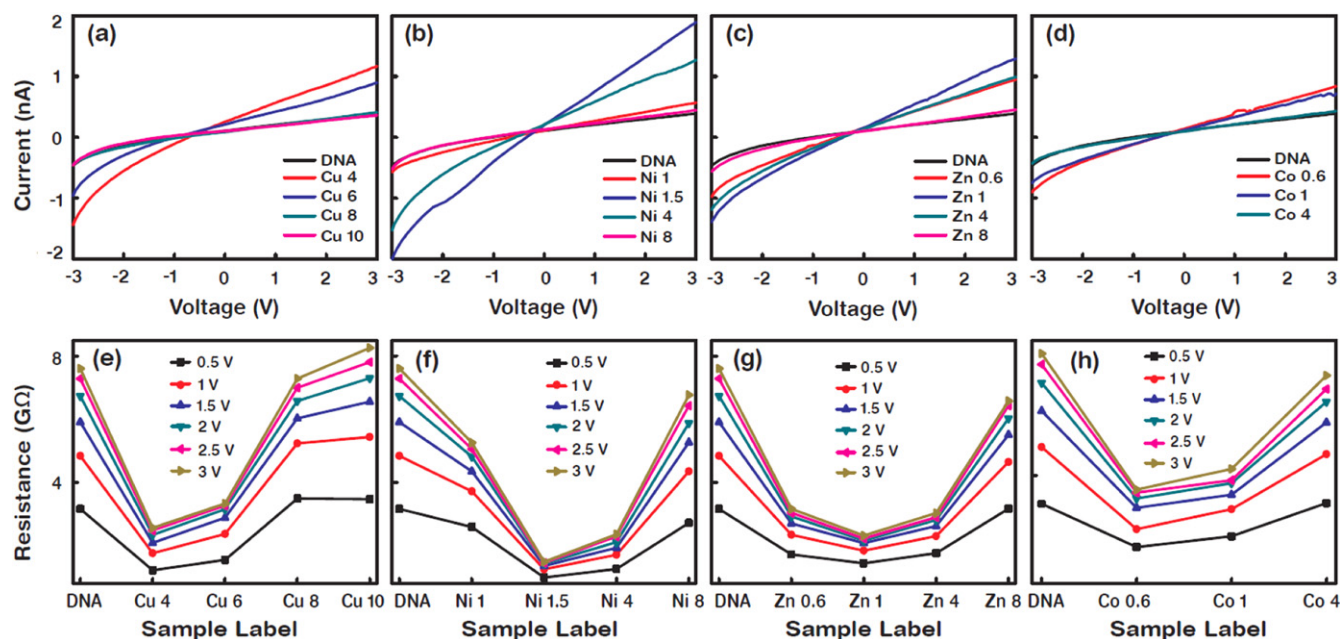 (a)
(b)
(c)
(d)
2
1
0
-1
-2
Current (nA)
DNA
Cu 4
Cu 6
Cu 8
Cu 10
DNA
Ni 1
Ni 1.5
Ni 4
Ni 8
DNA
Zn 0.6
Zn 1
Zn 4
Zn 8
DNA
Co 0.6
Co 1
Co 4
-3 -2 -1 0 1 2 3
-3 -2 -1 0 1 2 3
-3 -2 -1 0 1 2 3
-3 -2 -1 0 1 2 3
Voltage (V)
Voltage (V)
Voltage (V)
Voltage (V)
(e)
(f)
(g)
(h)
8
4
Resistance (GΩ)
0.5 V
1 V
1.5 V
2 V
2.5 V
3 V
0.5 V
1 V
1.5 V
2 V
2.5 V
3 V
0.5 V
1 V
1.5 V
2 V
2.5 V
3 V
0.5 V
1 V
1.5 V
2 V
2.5 V
3 V
DNA Cu 4 Cu 6 Cu 8 Cu 10
DNA Ni 1 Ni 1.5 Ni 4 Ni 8
DNA Zn 0.6 Zn 1 Zn 4 Zn 8
DNA Co 0.6 Co 1 Co 4
Sample Label
Sample Label
Sample Label
Sample Label